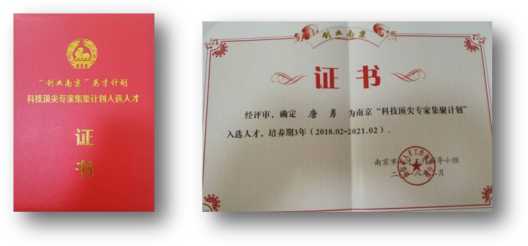 "创业南京"英才计划
科技顶尖专家集聚计划入选人才
证
书
创业南京
证书
经评审，确定 唐勇 为南京"科技顶尖专家集聚计划"
入选人才，培养期3年（2018.02-2021.02）。
南京市